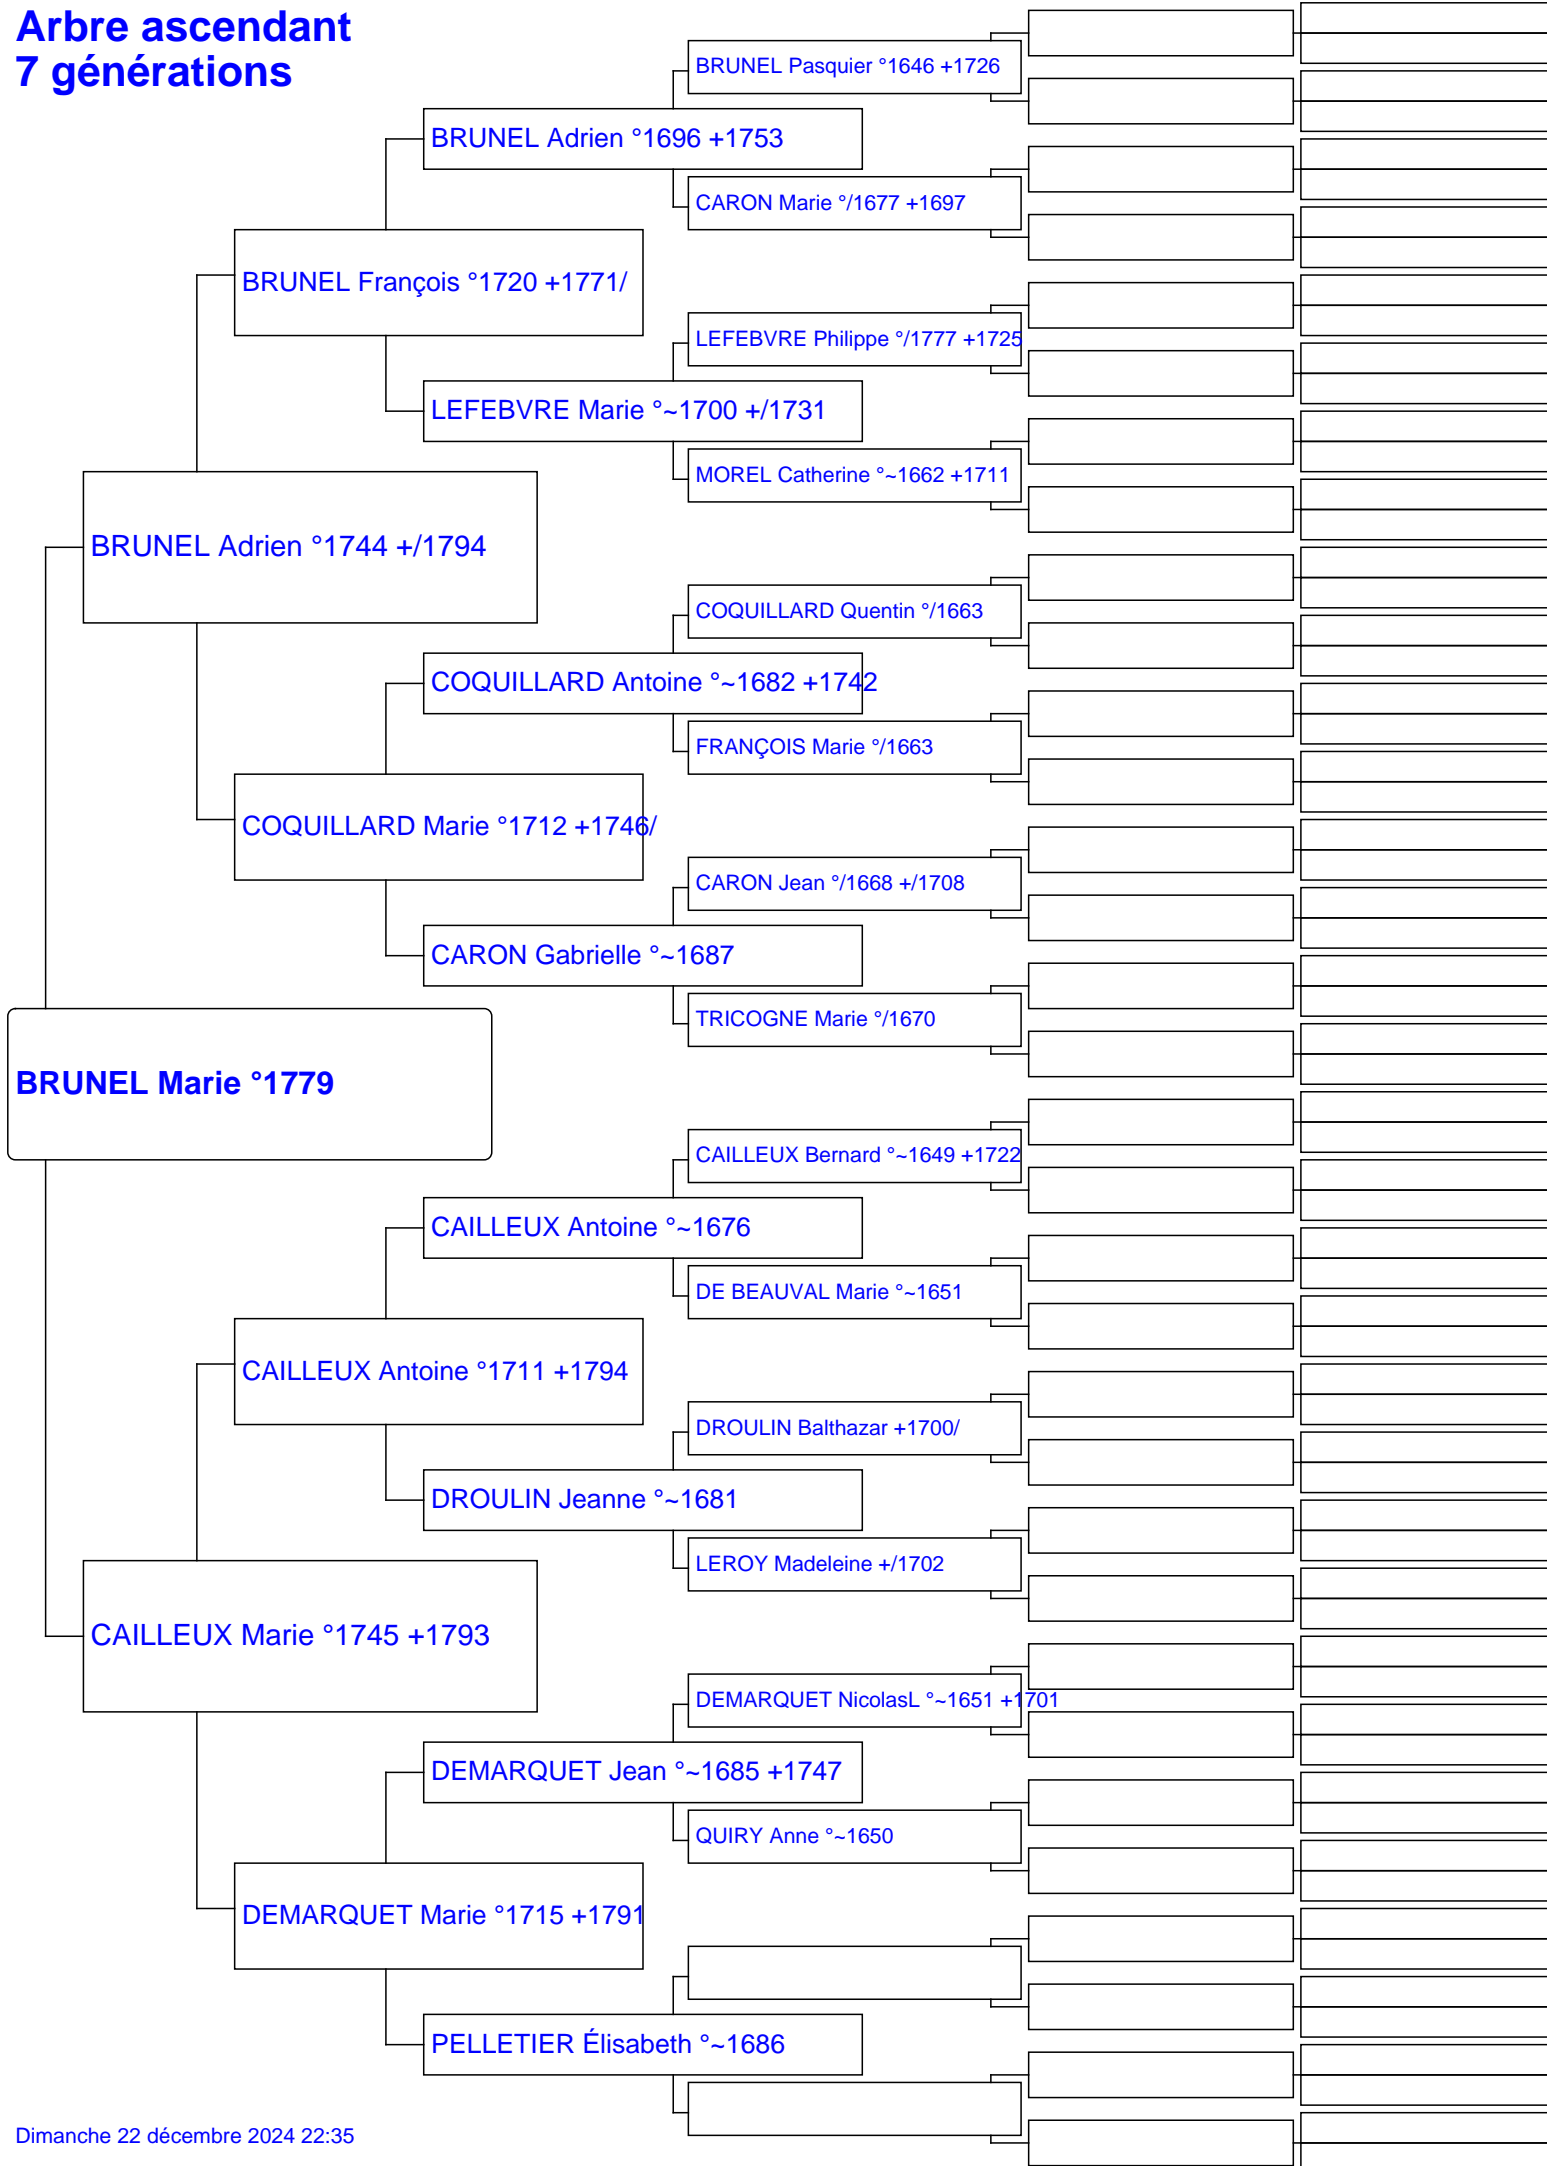 Arbre ascendant
7 générations
BRUNEL Pasquier °1646 +1726
BRUNEL Adrien °1696 +1753
CARON Marie °/1677 +1697
BRUNEL François °1720 +1771/
LEFEBVRE Philippe °/1777 +1725
LEFEBVRE Marie °~1700 +/1731
MOREL Catherine °~1662 +1711
BRUNEL Adrien °1744 +/1794
COQUILLARD Quentin °/1663
COQUILLARD Antoine °~1682 +1742
FRANÇOIS Marie °/1663
COQUILLARD Marie °1712 +1746/
CARON Jean °/1668 +/1708
CARON Gabrielle °~1687
TRICOGNE Marie °/1670
BRUNEL Marie °1779
CAILLEUX Bernard °~1649 +1722
CAILLEUX Antoine °~1676
DE BEAUVAL Marie °~1651
CAILLEUX Antoine °1711 +1794
DROULIN Balthazar +1700/
DROULIN Jeanne °~1681
LEROY Madeleine +/1702
CAILLEUX Marie °1745 +1793
DEMARQUET NicolasL °~1651 +1701
DEMARQUET Jean °~1685 +1747
QUIRY Anne °~1650
DEMARQUET Marie °1715 +1791
PELLETIER Élisabeth °~1686
Dimanche 22 décembre 2024 22:35